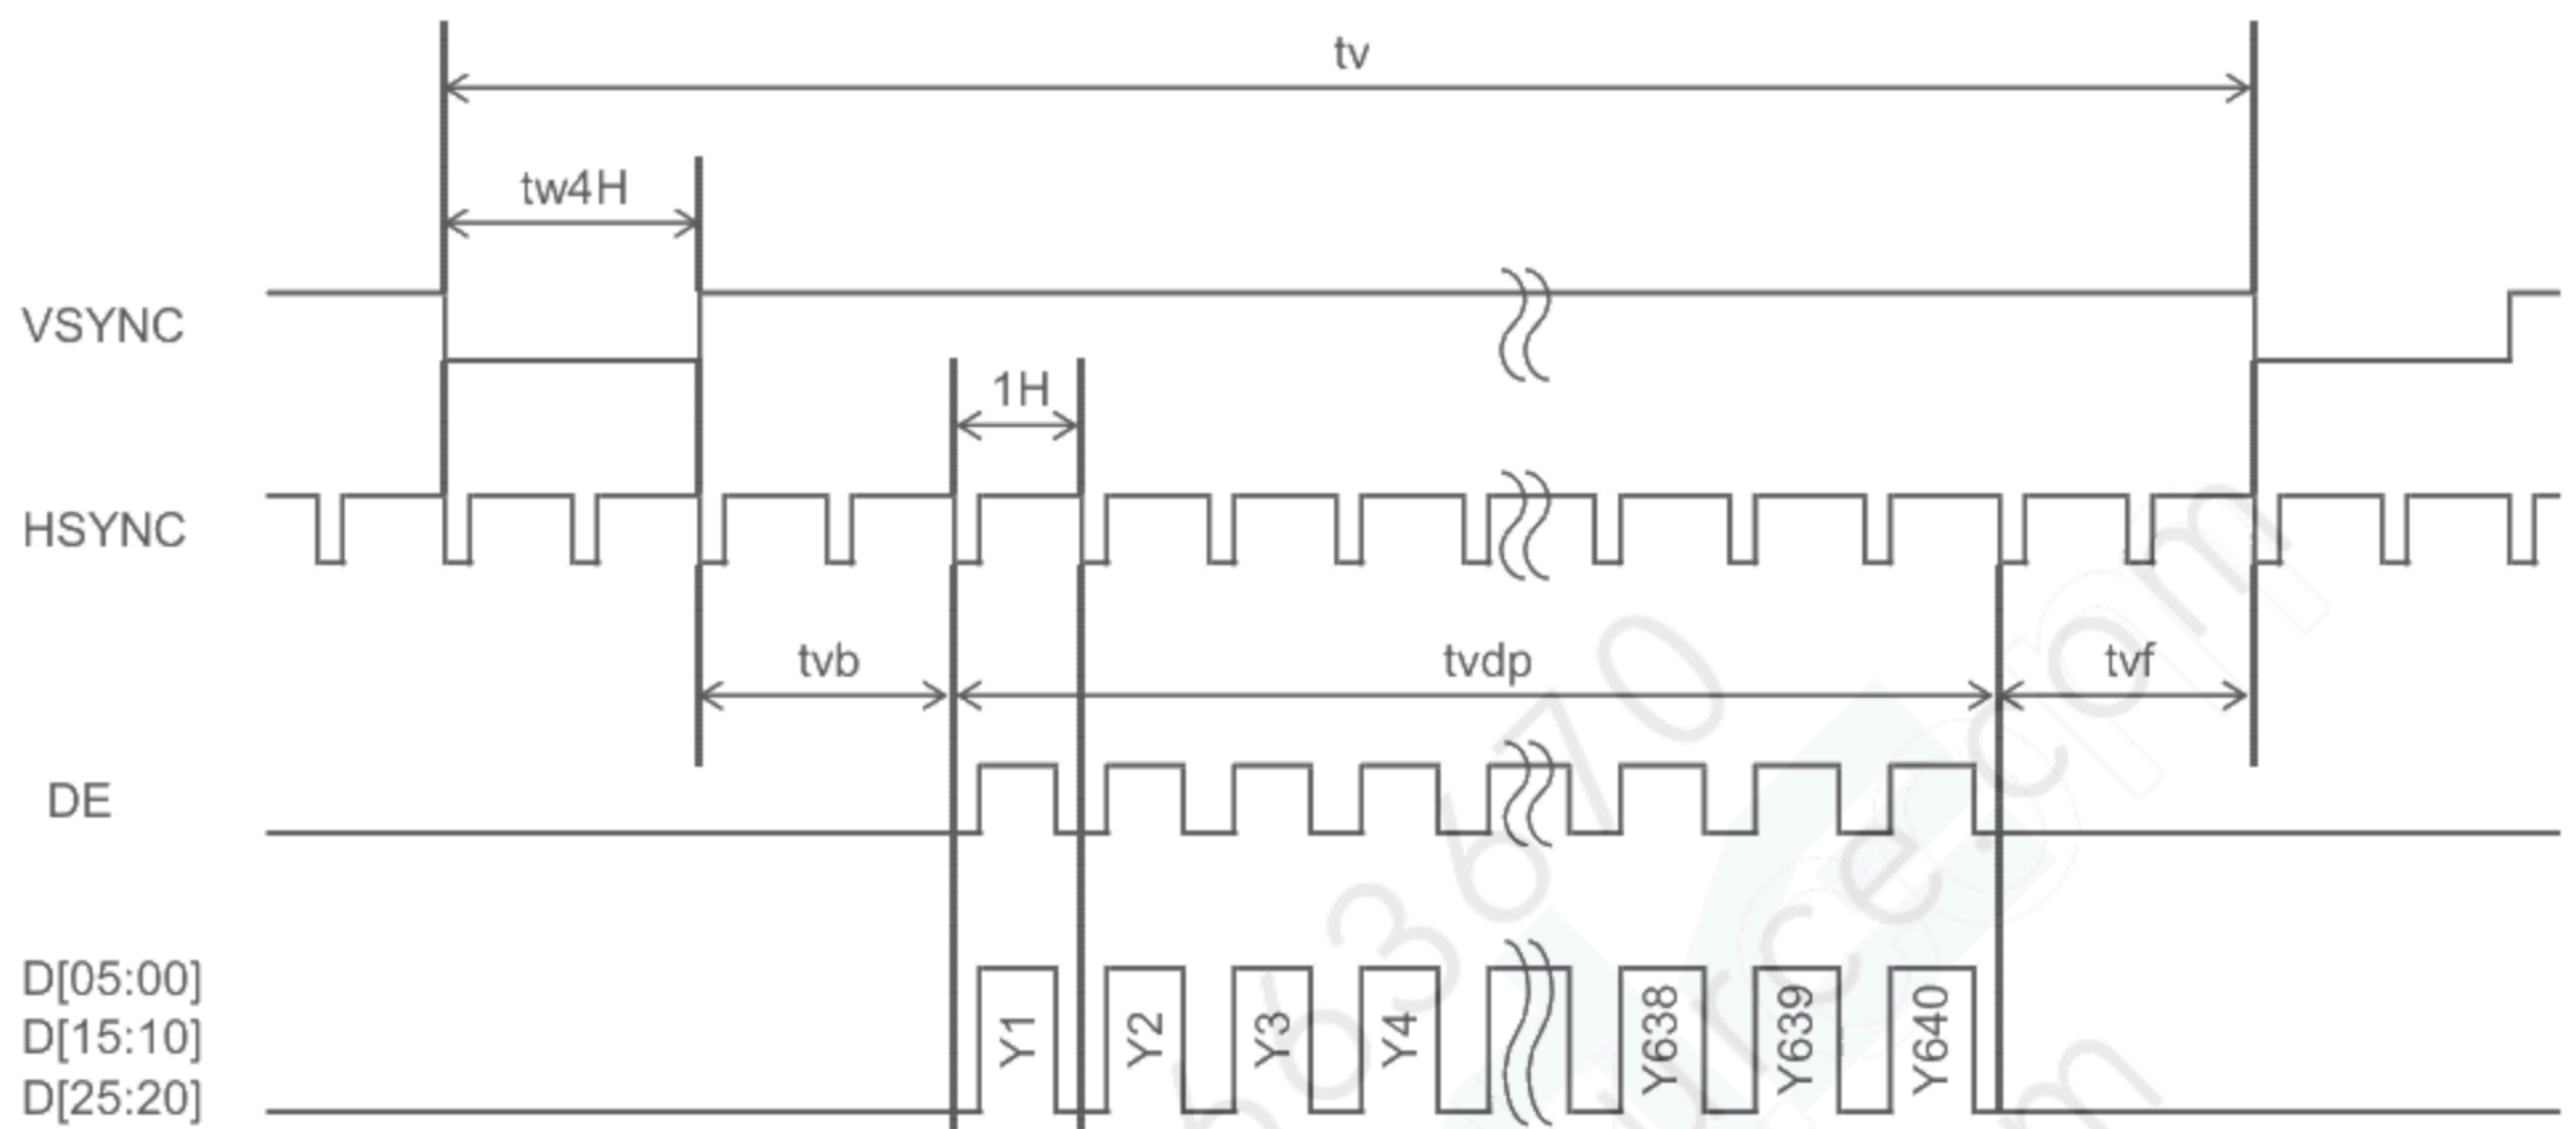 tv
tw4H
VSYNC
1H
HSYNC
tvb
tvdp
tvf
DE
D[05:00]
D[15:10]
D[25:20]
Y1
Y2
Y3
Y4
Y638
Y639
Y640